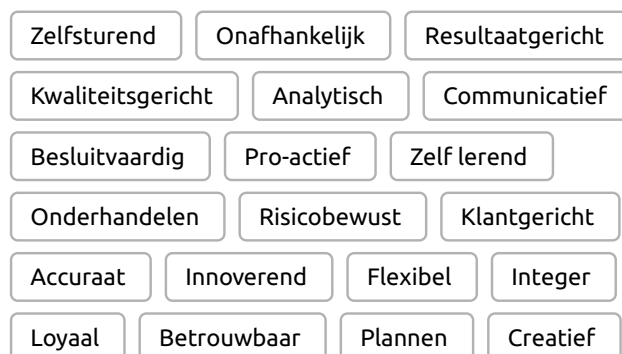 Zelfsturend Onafhankelijk Resultaatgericht
Kwaliteitsgericht Analytisch Communicatief
Besluitvaardig Pro-actief Zelf lerend
Onderhandelen Risicobewust Klantgericht
Accuraat Innoverend Flexibel Integer
Loyaal Betrouwbaar Plannen Creatief